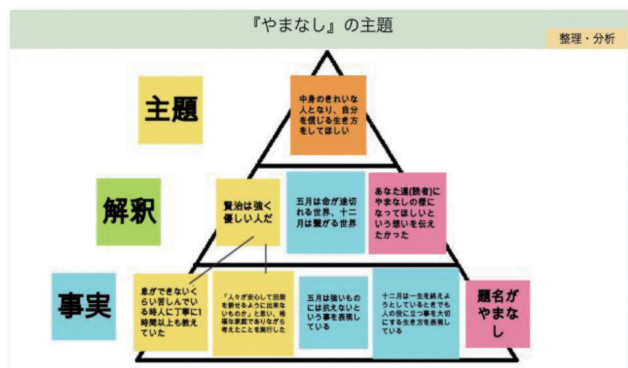 『やまなし』の主題
整理・分析
主題
中身のきれいな
人となり、自分
を信じる生き方
をしてほしい
解釈
賢治は強く
優しい人だ
五月は命が途切
れる世界、十二
月は繋がる世界
あなた達(読者)に
やまなしの様に
なってほしいと
いう想いを伝え
たかった
事実
息ができないく
らい苦しんでい
る時人に丁寧に1
時間以上も教え
ていた
「人々が安心して田畑
を耕せるように出来ない
ものか」と思い、裕
福な家庭でありながら
考えたことを実行した
五月は強いもの
には抗えないと
いう事を表現し
ている
十二月は一生を終えよ
うとしているときでも
人の役に立つ事を大切
にする生き方を表現し
ている
題名が
やまな
し